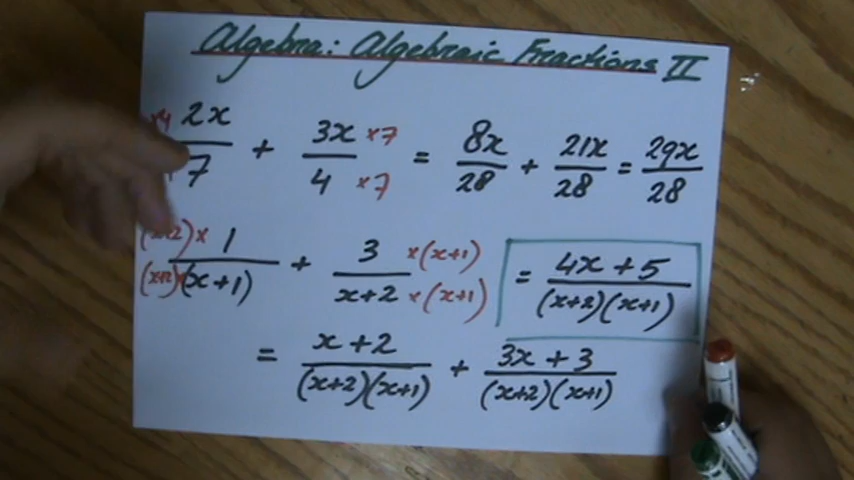 Algebra: Algebraic Fractions II
×4 2x/7 + 3x/4 ×7/×7 = 8x/28 + 21x/28 = 29x/28
(x+2)×/(x+2)× 1/(x+1) + 3/x+2 ×(x+1)/×(x+1) = 4x+5/(x+2)(x+1)
= x+2/(x+2)(x+1) + 3x+3/(x+2)(x+1)